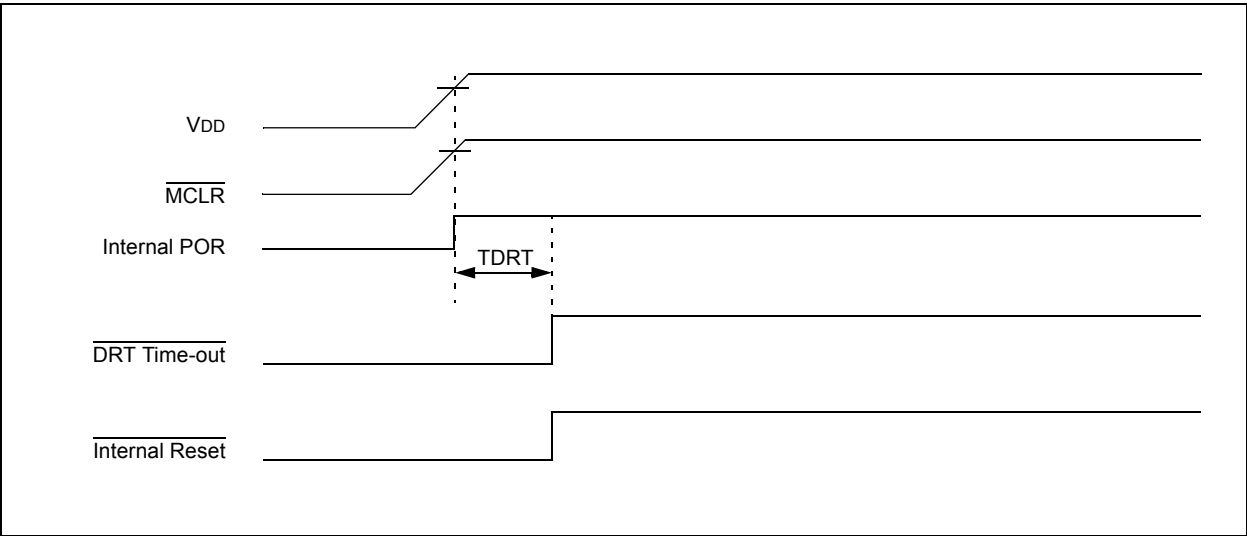 VDD
MCLR
Internal POR
TDRT
DRT Time-out
Internal Reset